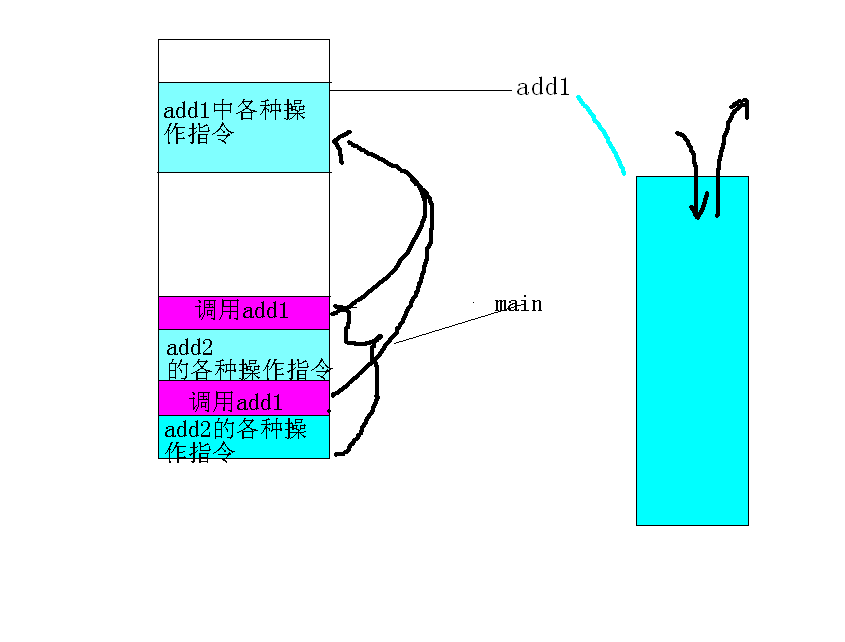 add1
add1中各种操
作指令
调用add1
main
add2
的各种操作指令
调用add1
add2的各种操
作指令